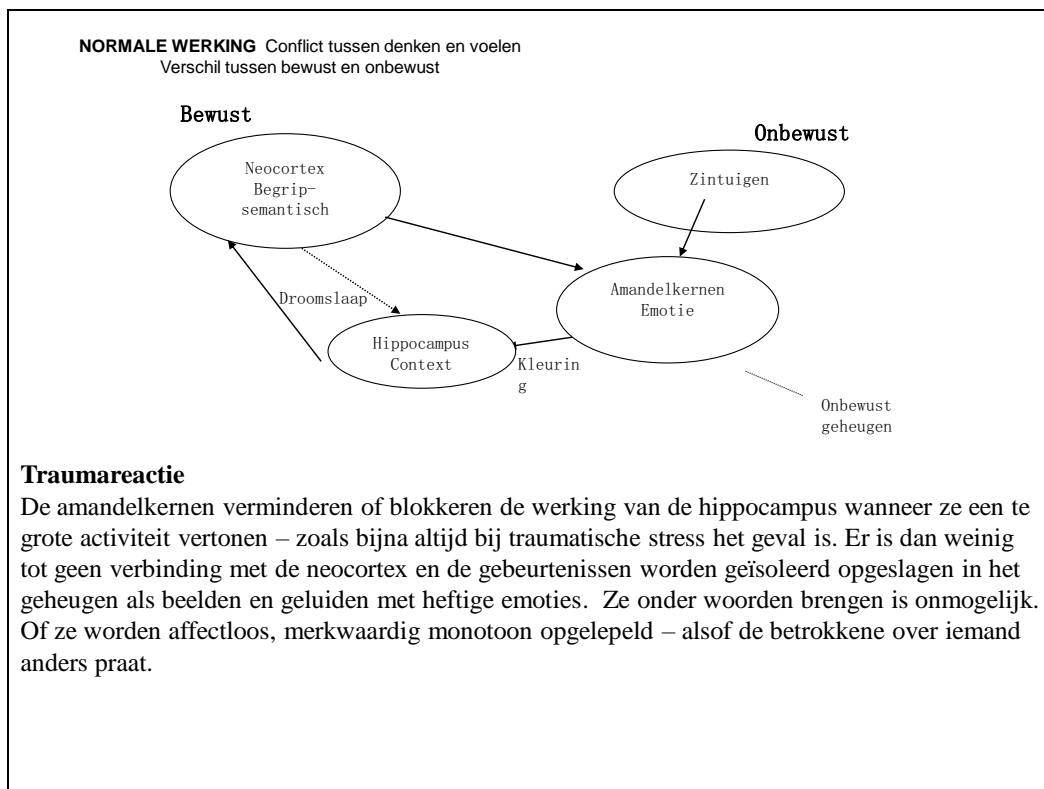 NORMALE WERKING Conflict tussen denken en voelen
Verschil tussen bewust en onbewust
Bewust
Onbewust
Neocortex
Begrip-
semantisch
Zintuigen
Amandelkernen
Emotie
Droomslaap
Hippocampus
Context
Kleurin
g
Onbewust
geheugen
Traumareactie
De amandelkernen verminderen of blokkeren de werking van de hippocampus wanneer ze een te
grote activiteit vertonen – zoals bijna altijd bij traumatische stress het geval is. Er is dan weinig
tot geen verbinding met de neocortex en de gebeurtenissen worden geïsoleerd opgeslagen in het
geheugen als beelden en geluiden met heftige emoties.  Ze onder woorden brengen is onmogelijk.
Of ze worden affectloos, merkwaardig monotoon opgelepeld – alsof de betrokkene over iemand
anders praat.